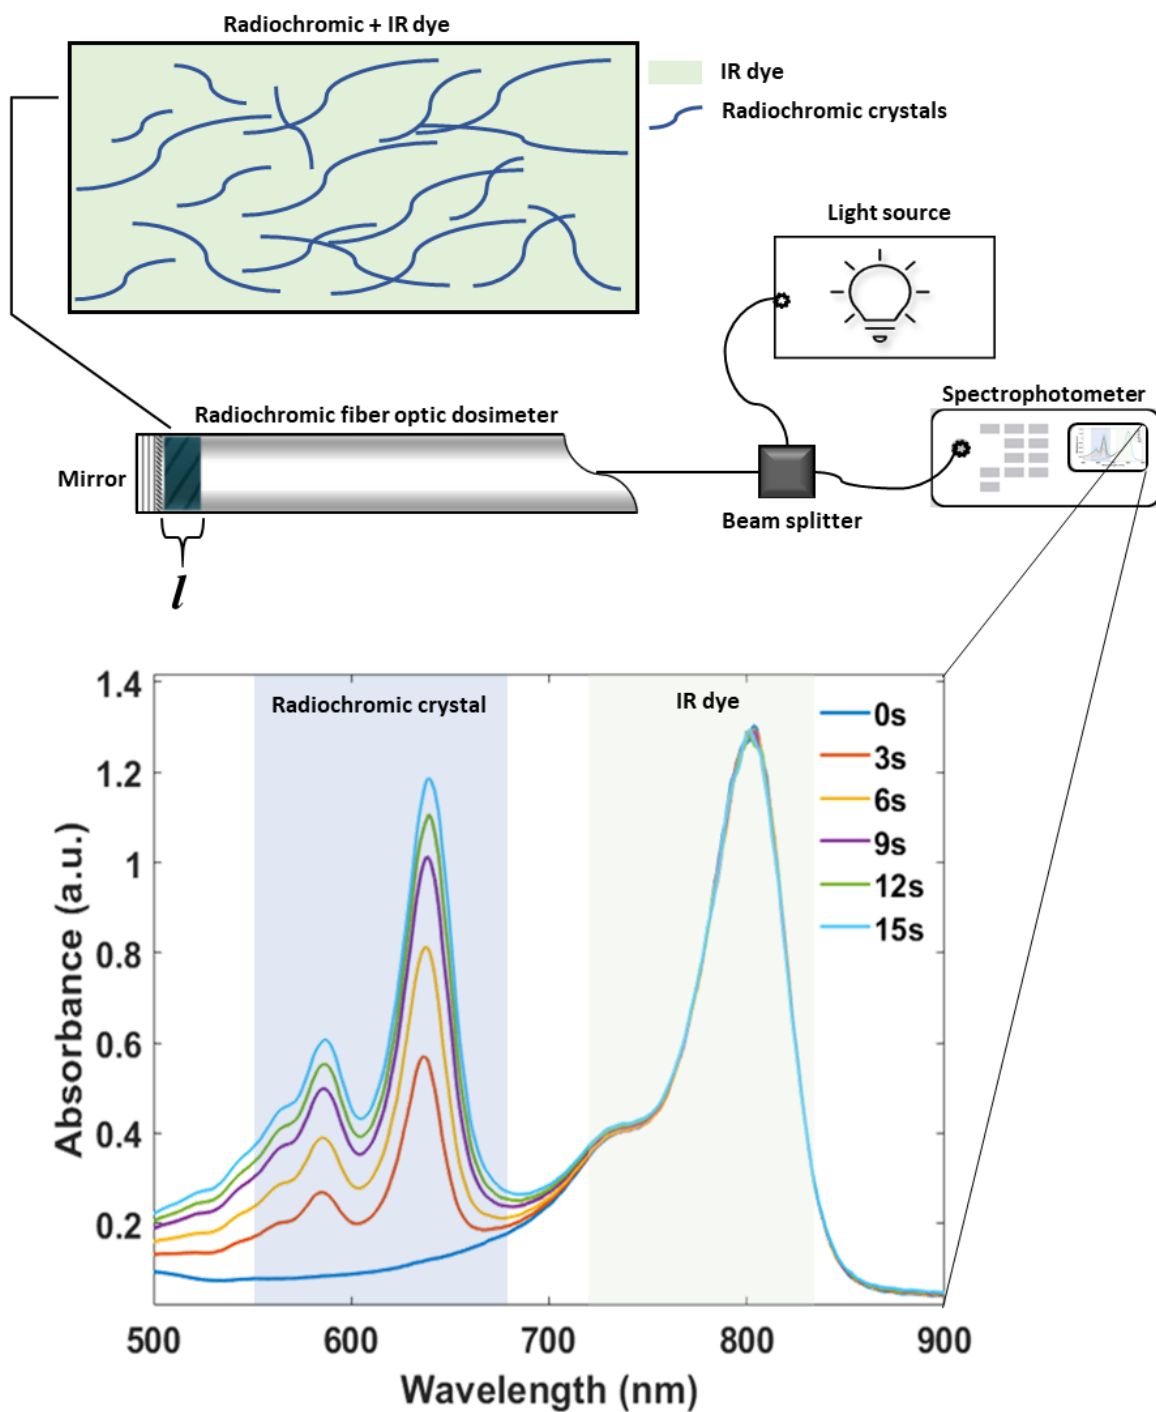 Radiochromic + IR dye
IR dye
Radiochromic crystals
Light source
Spectrophotometer
Radiochromic fiber optic dosimeter
Mirror
Beam splitter
l
1.4
1.2
1
0.8
0.6
0.4
0.2
Absorbance (a.u.)
Radiochromic crystal
IR dye
0s
3s
6s
9s
12s
15s
500 600 700 800 900
Wavelength (nm)